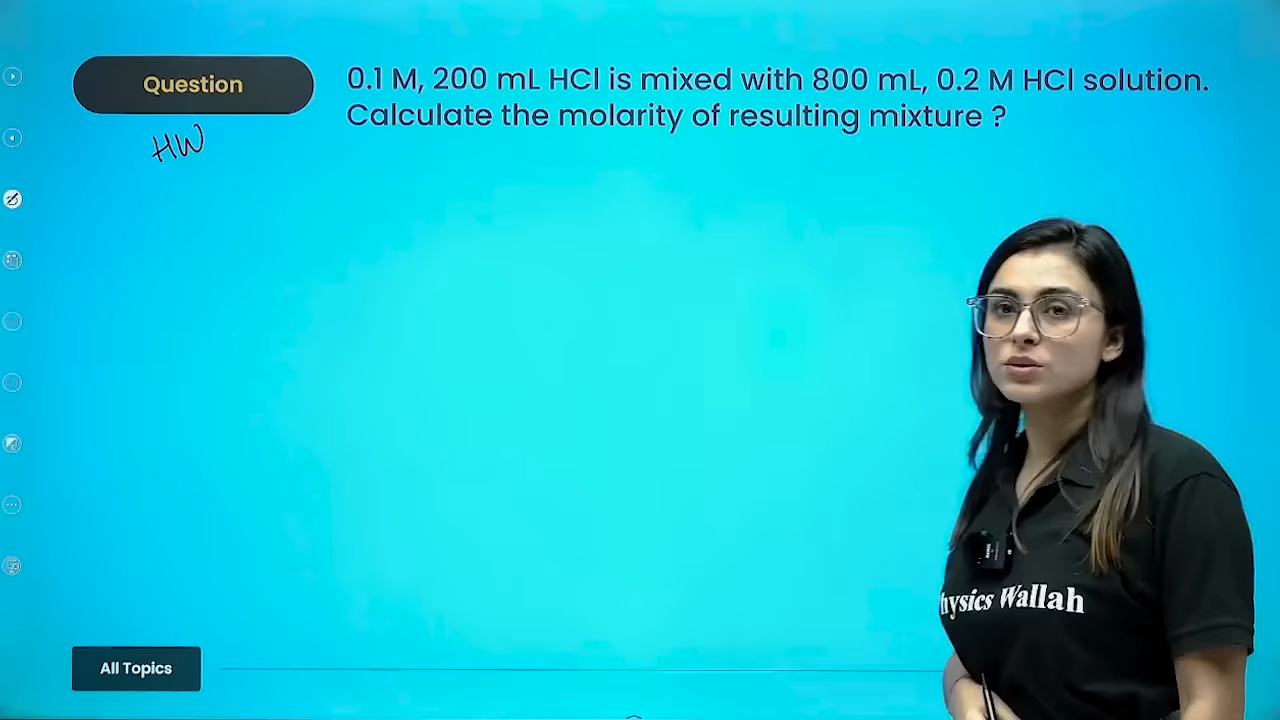 Question
0.1 M, 200 mL HCl is mixed with 800 mL, 0.2 M HCl solution.
Calculate the molarity of resulting mixture ?
HW
hysics Wallah
All Topics